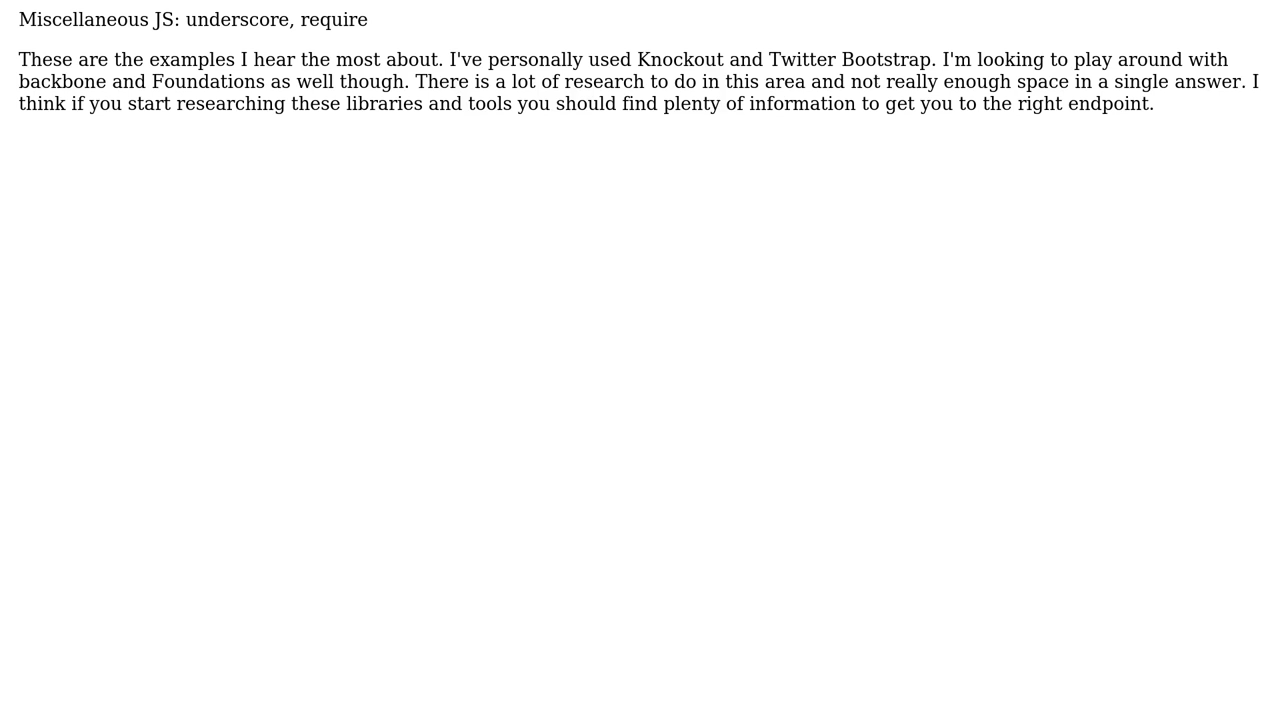 Miscellaneous JS: underscore, require
These are the examples I hear the most about. I've personally used Knockout and Twitter Bootstrap. I'm looking to play around with
backbone and Foundations as well though. There is a lot of research to do in this area and not really enough space in a single answer. I
think if you start researching these libraries and tools you should find plenty of information to get you to the right endpoint.